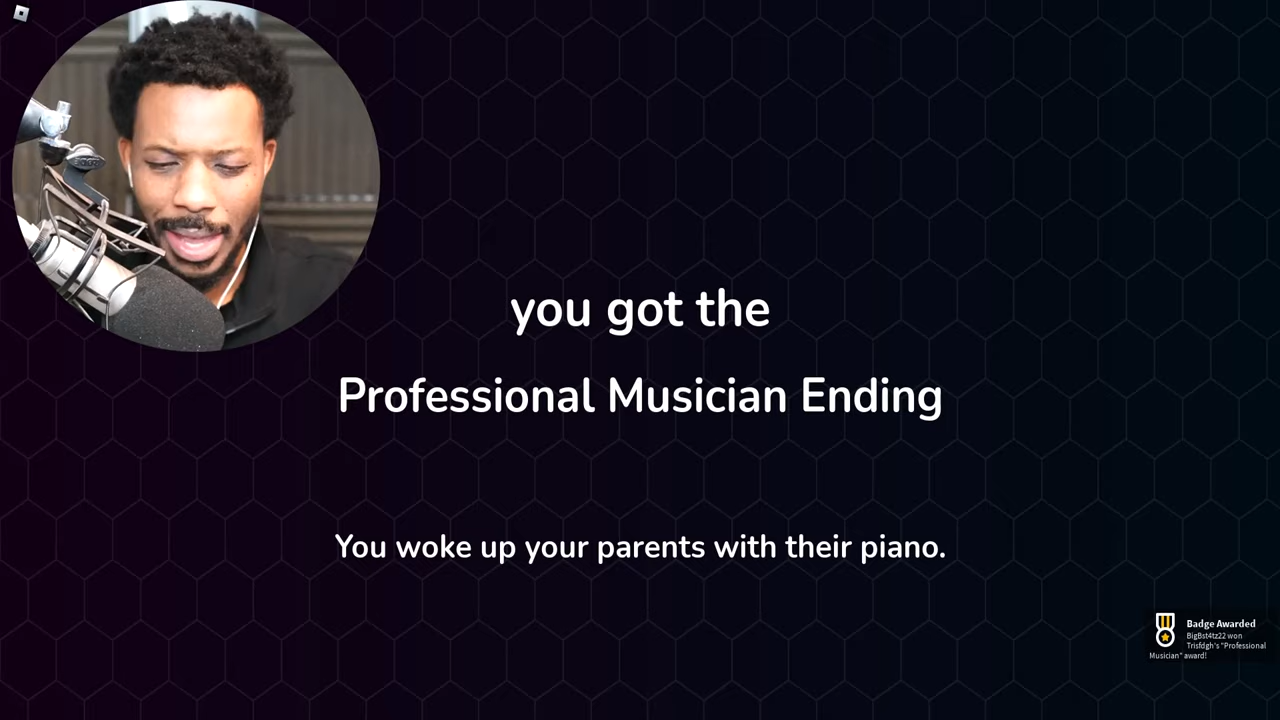 you got the
Professional Musician Ending
You woke up your parents with their piano.
Badge Awarded
BigBst4tz22 won
Trisfdgh's "Professional
Musician" award!